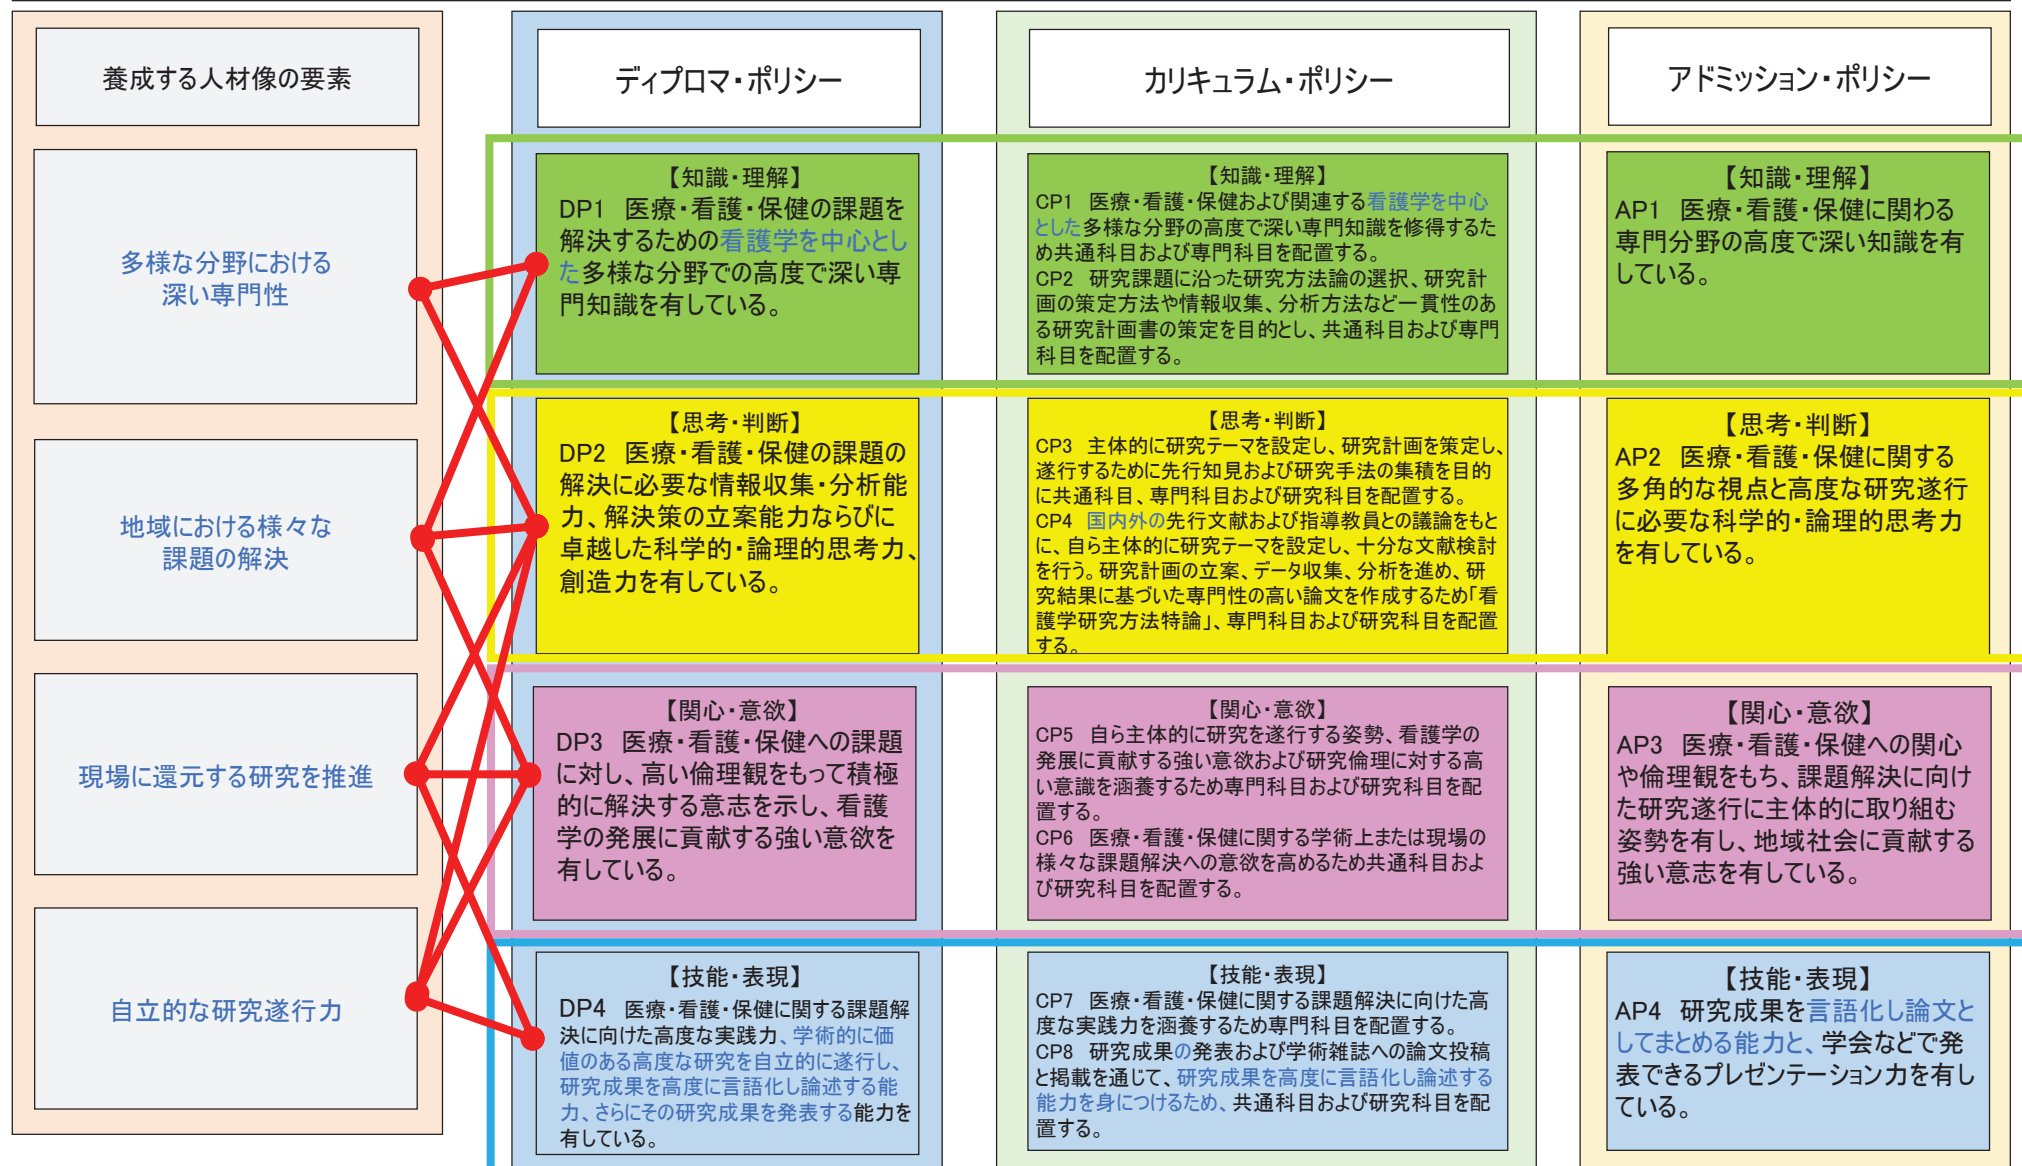 養成する人材像の要素
ディプロマ・ポリシー
カリキュラム・ポリシー
アドミッション・ポリシー
多様な分野における
深い専門性
地域における様々な
課題の解決
現場に還元する研究を推進
自立的な研究遂行力
【知識・理解】
DP1　医療・看護・保健の課題を
解決するための看護学を中心とし
た多様な分野での高度で深い専
門知識を有している。
【思考・判断】
DP2　医療・看護・保健の課題の
解決に必要な情報収集・分析能
力、解決策の立案能力ならびに
卓越した科学的・論理的思考力、
創造力を有している。
【関心・意欲】
DP3　医療・看護・保健への課題
に対し、高い倫理観をもって積極
的に解決する意志を示し、看護
学の発展に貢献する強い意欲を
有している。
【技能・表現】
DP4　医療・看護・保健に関する課題解
決に向けた高度な実践力、学術的に価
値のある高度な研究を自立的に遂行し、
研究成果を高度に言語化し論述する能
力、さらにその研究成果を発表する能力を
有している。
【知識・理解】
CP1　医療・看護・保健および関連する看護学を中心
とした多様な分野の高度で深い専門知識を修得するた
め共通科目および専門科目を配置する。
CP2　研究課題に沿った研究方法論の選択、研究計
画の策定方法や情報収集、分析方法など一貫性のあ
る研究計画書の策定を目的とし、共通科目および専門
科目を配置する。
【思考・判断】
CP3　主体的に研究テーマを設定し、研究計画を策定し、
遂行するために先行知見および研究手法の集積を目的
に共通科目、専門科目および研究科目を配置する。
CP4　国内外の先行文献および指導教員との議論をもと
に、自ら主体的に研究テーマを設定し、十分な文献検討
を行う。研究計画の立案、データ収集、分析を進め、研
究結果に基づいた専門性の高い論文を作成するため「看
護学研究方法特論」、専門科目および研究科目を配置
する。
【関心・意欲】
CP5　自ら主体的に研究を遂行する姿勢、看護学の
発展に貢献する強い意欲および研究倫理に対する高
い意識を涵養するため専門科目および研究科目を配
置する。
CP6　医療・看護・保健に関する学術上または現場の
様々な課題解決への意欲を高めるため共通科目およ
び研究科目を配置する。
【技能・表現】
CP7　医療・看護・保健に関する課題解決に向けた高
度な実践力を涵養するため専門科目を配置する。
CP8　研究成果の発表および学術雑誌への論文投稿
と掲載を通じて、研究成果を高度に言語化し論述する
能力を身につけるため、共通科目および研究科目を配
置する。
【知識・理解】
AP1　医療・看護・保健に関わる
専門分野の高度で深い知識を有
している。
【思考・判断】
AP2　医療・看護・保健に関する
多角的な視点と高度な研究遂行
に必要な科学的・論理的思考力
を有している。
【関心・意欲】
AP3　医療・看護・保健への関心
や倫理観をもち、課題解決に向け
た研究遂行に主体的に取り組む
姿勢を有し、地域社会に貢献する
強い意志を有している。
【技能・表現】
AP4　研究成果を言語化し論文と
してまとめる能力と、学会などで発
表できるプレゼンテーション力を有し
ている。